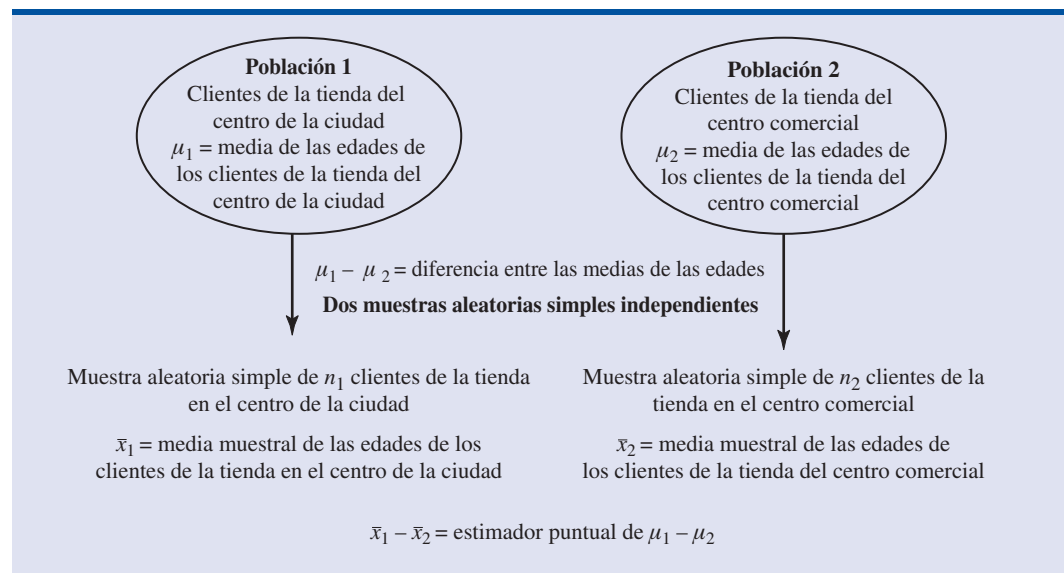 Población 1
Clientes de la tienda del
centro de la ciudad
μ₁ = media de las edades de
los clientes de la tienda del
centro de la ciudad
Población 2
Clientes de la tienda del
centro comercial
μ₂ = media de las edades de
los clientes de la tienda del
centro comercial
μ₁ – μ ₂ = diferencia entre las medias de las edades
Dos muestras aleatorias simples independientes
Muestra aleatoria simple de n₁ clientes de la tienda
en el centro de la ciudad
x̄₁ = media muestral de las edades de los
clientes de la tienda en el centro de la ciudad
Muestra aleatoria simple de n₂ clientes de la
tienda en el centro comercial
x̄₂ = media muestral de las edades de
los clientes de la tienda del centro comercial
x̄₁ – x̄₂ = estimador puntual de μ₁ – μ₂